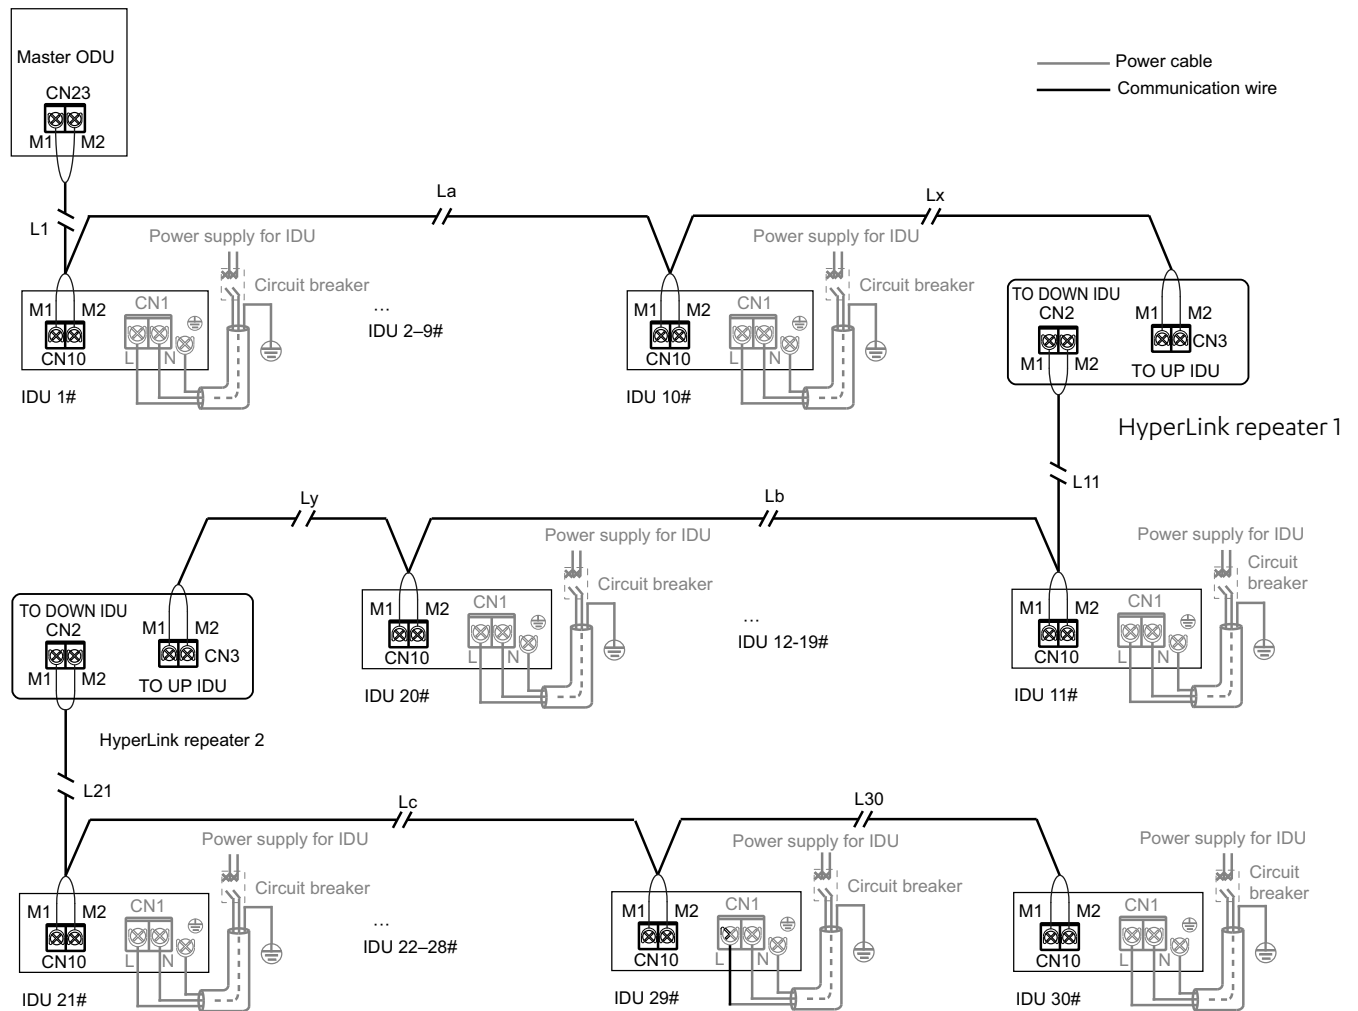 Master ODU
CN23
M1 M2
Power cable
Communication wire
L1
La
Lx
Power supply for IDU
Circuit breaker
M1 M2
CN10
CN1
L N
IDU 1#
...
IDU 2–9#
Power supply for IDU
Circuit breaker
M1 M2
CN10
CN1
L N
IDU 10#
TO DOWN IDU
CN2
M1 M2
M1 M2
CN3
TO UP IDU
HyperLink repeater 1
L11
Ly
Lb
TO DOWN IDU
CN2
M1 M2
M1 M2
CN3
TO UP IDU
HyperLink repeater 2
Power supply for IDU
Circuit breaker
M1 M2
CN10
CN1
L N
IDU 20#
...
IDU 12-19#
Power supply for IDU
Circuit
breaker
M1 M2
CN10
CN1
L N
IDU 11#
L21
Lc
L30
Power supply for IDU
Circuit breaker
M1 M2
CN10
CN1
L N
IDU 21#
...
IDU 22–28#
Power supply for IDU
Circuit breaker
M1 M2
CN10
CN1
L N
IDU 29#
Power supply for IDU
Circuit
breaker
M1 M2
CN10
CN1
L N
IDU 30#